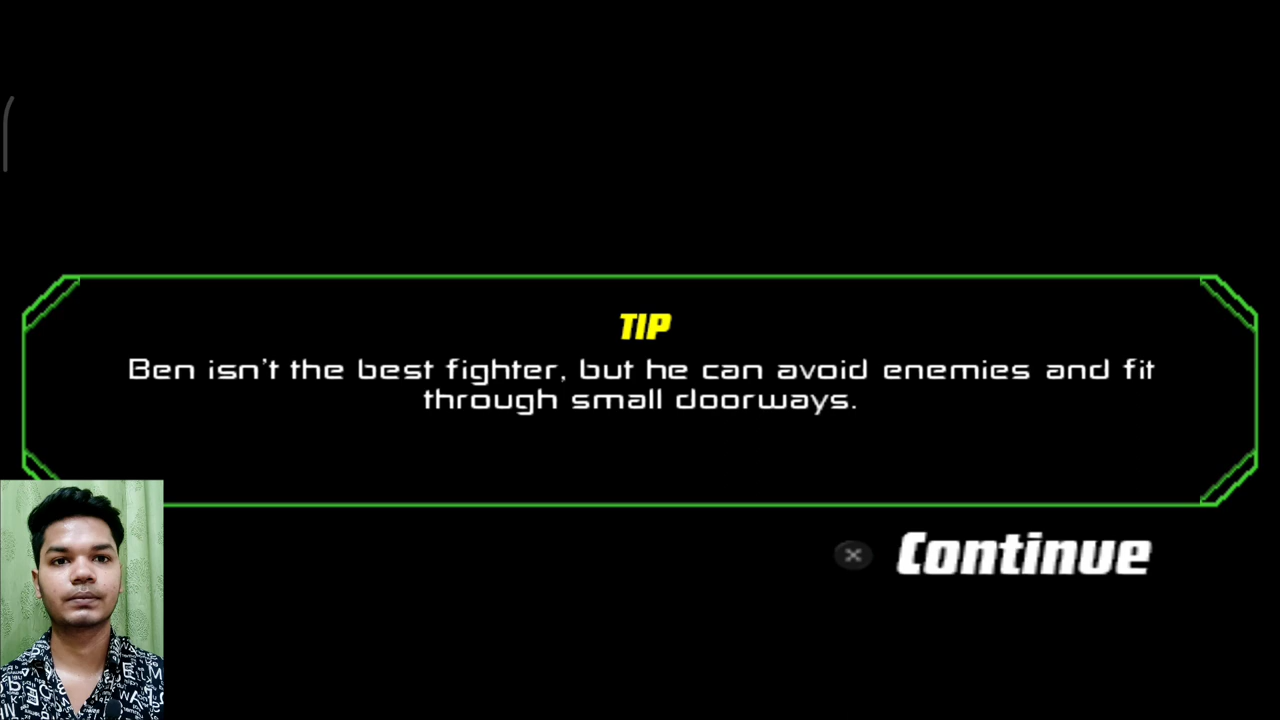 TIP
Ben isn't the best fighter, but he can avoid enemies and fit
through small doorways.
Continue